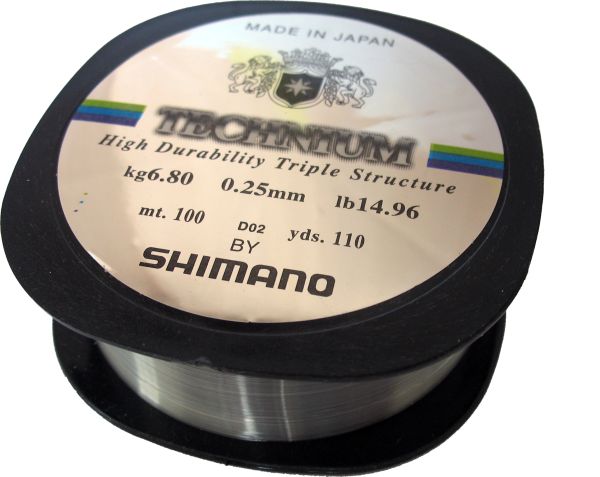 MADE IN JAPAN
TECHNIUM
High Durability Triple Structure
kg6.80 0.25mm lb14.96
mt. 100 D02 yds. 110
BY
SHIMANO